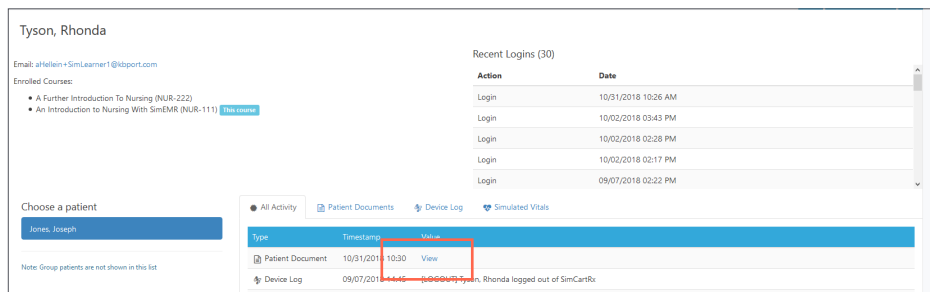 Tyson, Rhonda
Email: aHellein+SimLearner1@kbport.com
Enrolled Courses:
A Further Introduction To Nursing (NUR-222)
An Introduction to Nursing With SimEMR (NUR-111) This course
Recent Logins (30)
Action Date
Login 10/31/2018 10:26 AM
Login 10/02/2018 03:43 PM
Login 10/02/2018 02:28 PM
Login 10/02/2018 02:17 PM
Login 09/07/2018 02:22 PM
Choose a patient
Jones, Joseph
Note: Group patients are not shown in this list
All Activity Patient Documents Device Log Simulated Vitals
Type Timestamp Value
Patient Document 10/31/2018 10:30 View
Device Log 09/07/2018 14:45 [LOGOUT] Tyson, Rhonda logged out of SimCartRx